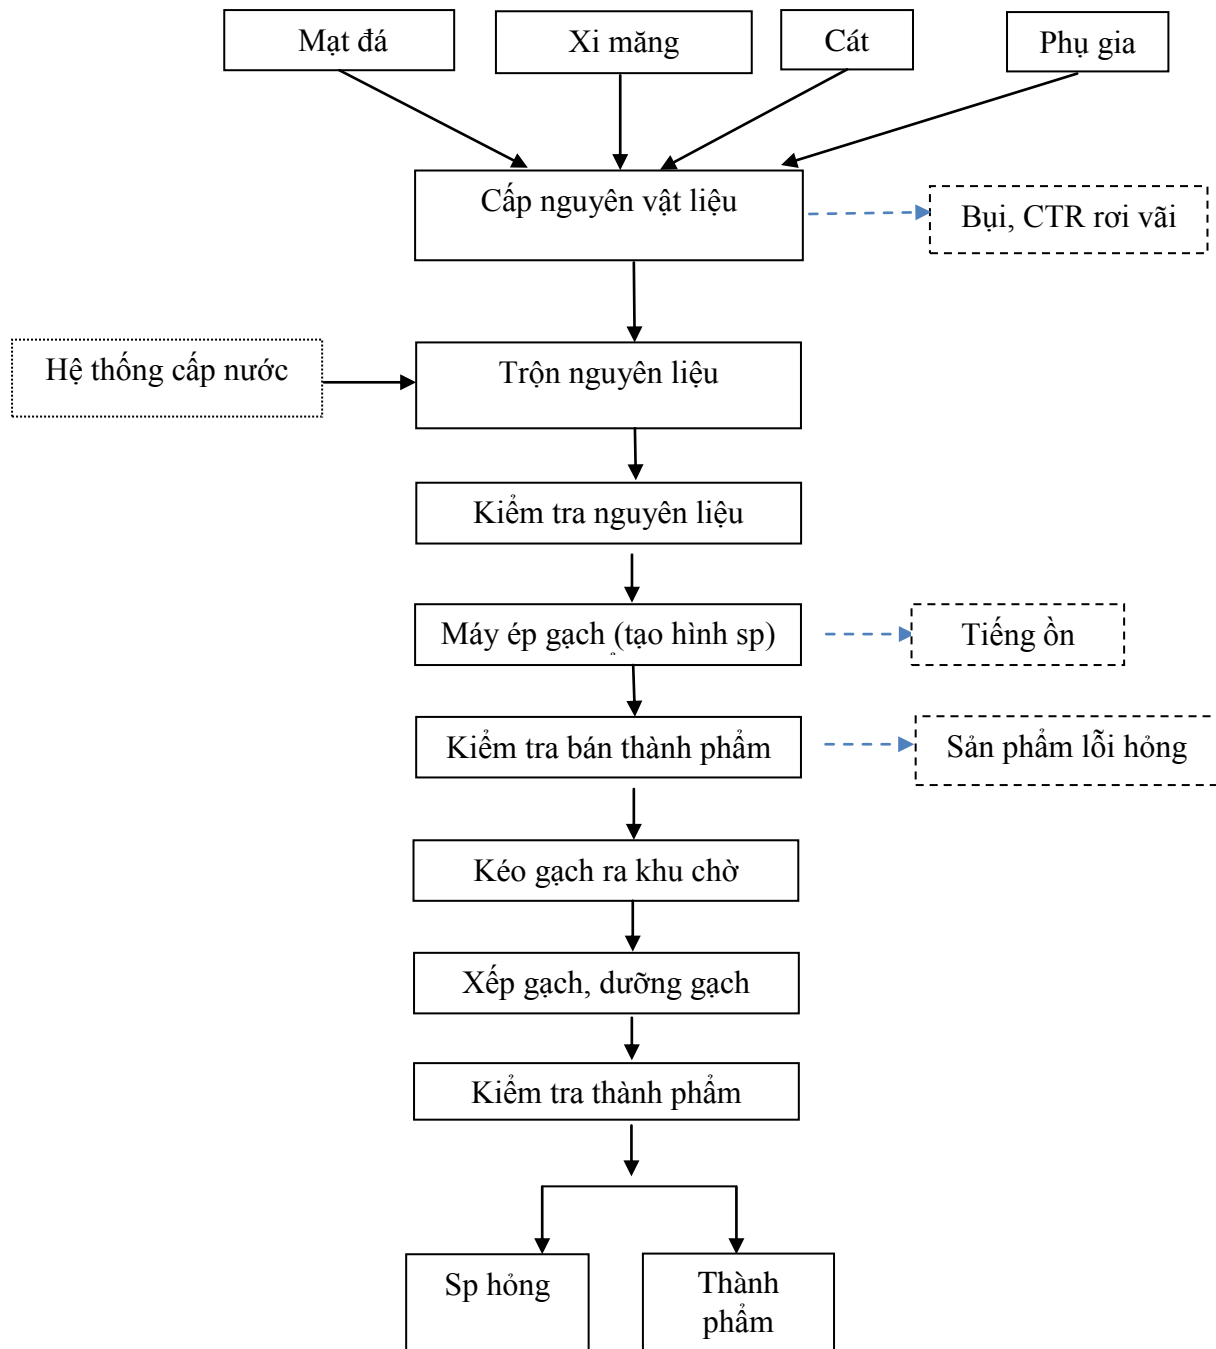 Mạt đá
Xi măng
Cát
Phụ gia
Cấp nguyên vật liệu
Bụi, CTR rơi vãi
Hệ thống cấp nước
Trộn nguyên liệu
Kiểm tra nguyên liệu
Máy ép gạch (tạo hình sp)
Tiếng ồn
Kiểm tra bán thành phẩm
Sản phẩm lỗi hỏng
Kéo gạch ra khu chờ
Xếp gạch, dưỡng gạch
Kiểm tra thành phẩm
Sp hỏng
Thành
phẩm